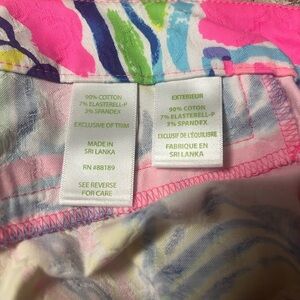 90% COTTON
7% ELASTERELL-P
3% SPANDEX
EXCLUSIVE OF TRIM
MADE IN
SRI LANKA
RN #88189
SEE REVERSE
FOR CARE
EXTERIEUR
90% COTON
7% ELASTERELL-P
3% SPANDEX
EXCLUSIF DE L'ÉQUILIBRE
FABRIQUE EN
SRI LANKA